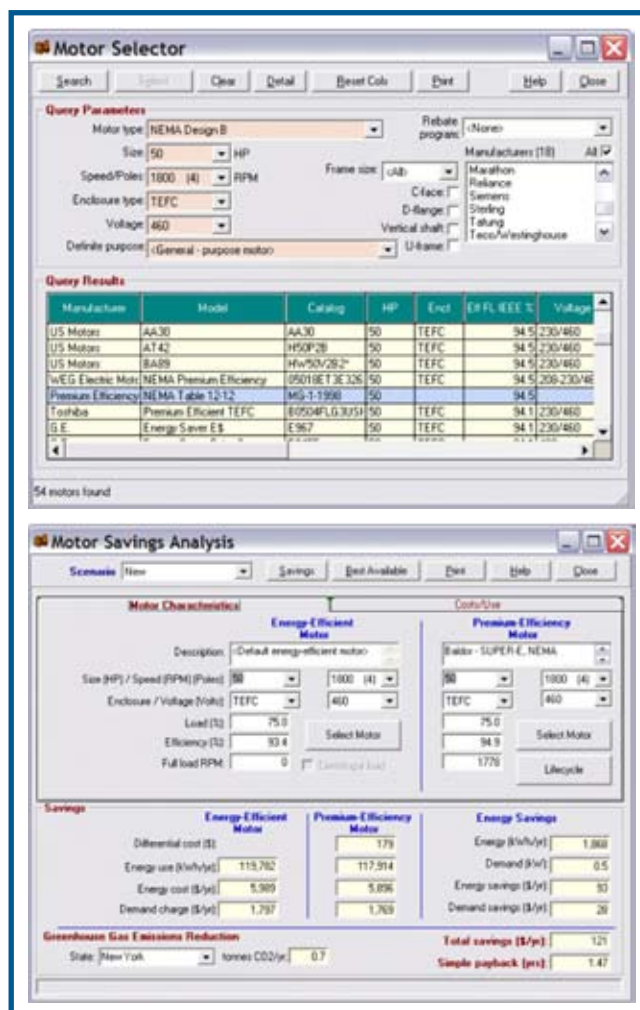 Motor Selector
Search Select Clear Detail Reset Cols Print Help Close
Query Parameters
Motor type: NEMA Design B
Rebate program: <None>
Size: 50 HP
Manufacturers (18) All
Speed/Poles: 1800 (4) RPM
Frame size: <All>
Marathon
Reliance
Siemens
Sterling
Tatung
Teco/Westinghouse
Enclosure type: TEFC
C-face:
D-flange:
Voltage: 460
Vertical shaft:
Definite purpose: <General - purpose motor>
U-frame:
Query Results
Manufacturer Model Catalog HP Encl Eff FL IEEE % Voltage
US Motors AA30 AA30 50 TEFC 94.5 230/460
US Motors AT42 H50P2B 50 TEFC 94.5 230/460
US Motors BA89 HW50V2B2* 50 TEFC 94.5 230/460
WEG Electric Moto NEMA Premium Efficiency 05018ET3E326 50 TEFC 94.5 208-230/46
Premium Efficiency NEMA Table 12-12 MG-1-1998 50 94.5
Toshiba Premium Efficient TEFC B0504FLG3USH 50 TEFC 94.1 230/460
G.E. Energy Saver E$ E967 50 TEFC 94.1 230/460
54 motors found
Motor Savings Analysis
Scenario New Savings Best Available Print Help Close
Motor Characteristics Costs/Use
Energy-Efficient Motor Premium-Efficiency Motor
Description: <Default energy-efficient motor> Baldor - SUPER-E, NEMA
Size (HP) / Speed (RPM) (Poles): 50 1800 (4) 50 1800 (4)
Enclosure / Voltage (Volts): TEFC 460 TEFC 460
Load (%): 75.0 75.0
Select Motor Select Motor
Efficiency (%): 93.4 94.9
Full load RPM: 0 Centrifugal load 1776
Lifecycle
Savings
Energy-Efficient Motor Premium-Efficiency Motor Energy Savings
Differential cost ($): 179 Energy (kWh/yr): 1,868
Energy use (kWh/yr): 119,782 117,914 Demand (kW): 0.5
Energy cost ($/yr): 5,989 5,896 Energy savings ($/yr): 93
Demand charge ($/yr): 1,797 1,769 Demand savings ($/yr): 28
Greenhouse Gas Emissions Reduction
State: New York tonnes CO2/yr: 0.7
Total savings ($/yr): 121
Simple payback (yrs): 1.47